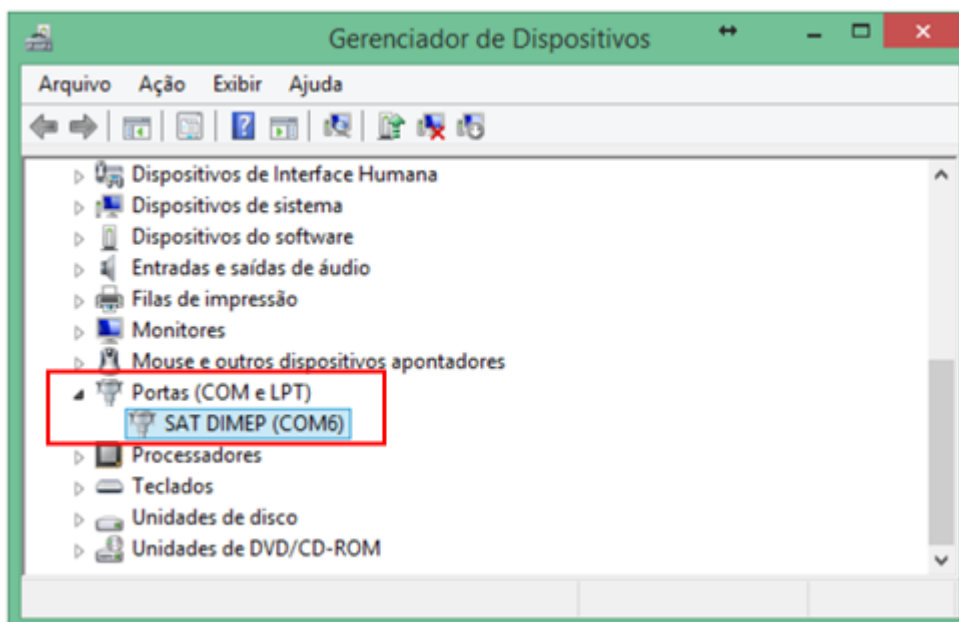 Gerenciador de Dispositivos
Arquivo Ação Exibir Ajuda
Dispositivos de Interface Humana
Dispositivos de sistema
Dispositivos do software
Entradas e saídas de áudio
Filas de impressão
Monitores
Mouse e outros dispositivos apontadores
Portas (COM e LPT)
SAT DIMEP (COM6)
Processadores
Teclados
Unidades de disco
Unidades de DVD/CD-ROM